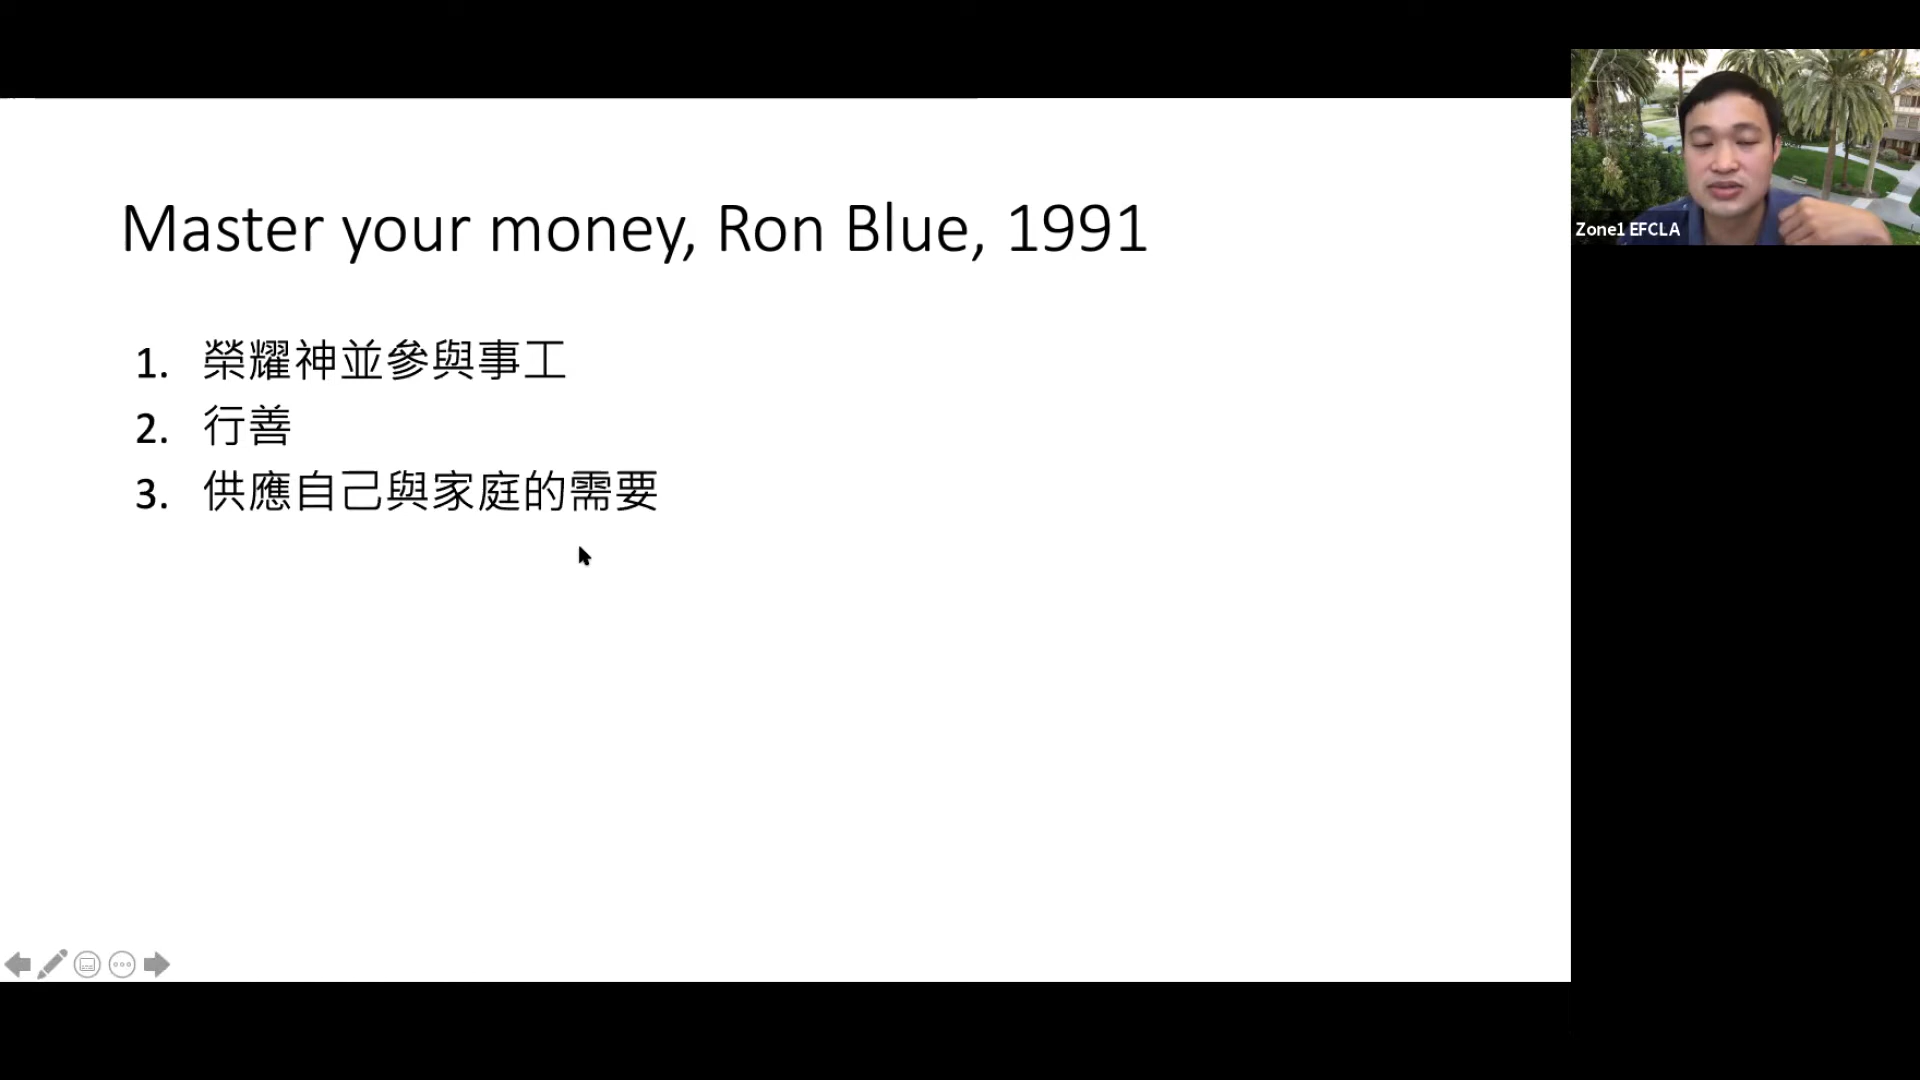 Master your money, Ron Blue, 1991
1. 榮耀神並參與事工
2. 行善
3. 供應自己與家庭的需要
Zone1 EFCLA